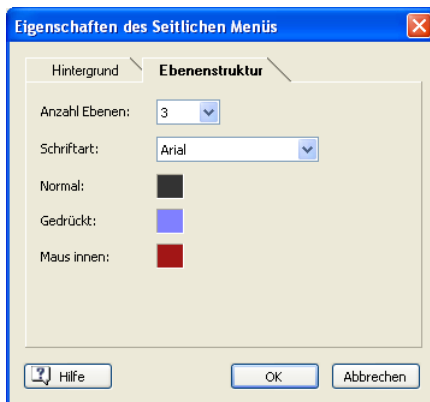 Eigenschaften des Seitlichen Menüs
Hintergrund Ebenenstruktur
Anzahl Ebenen: 3
Schriftart: Arial
Normal:
Gedrückt:
Maus innen:
Hilfe OK Abbrechen